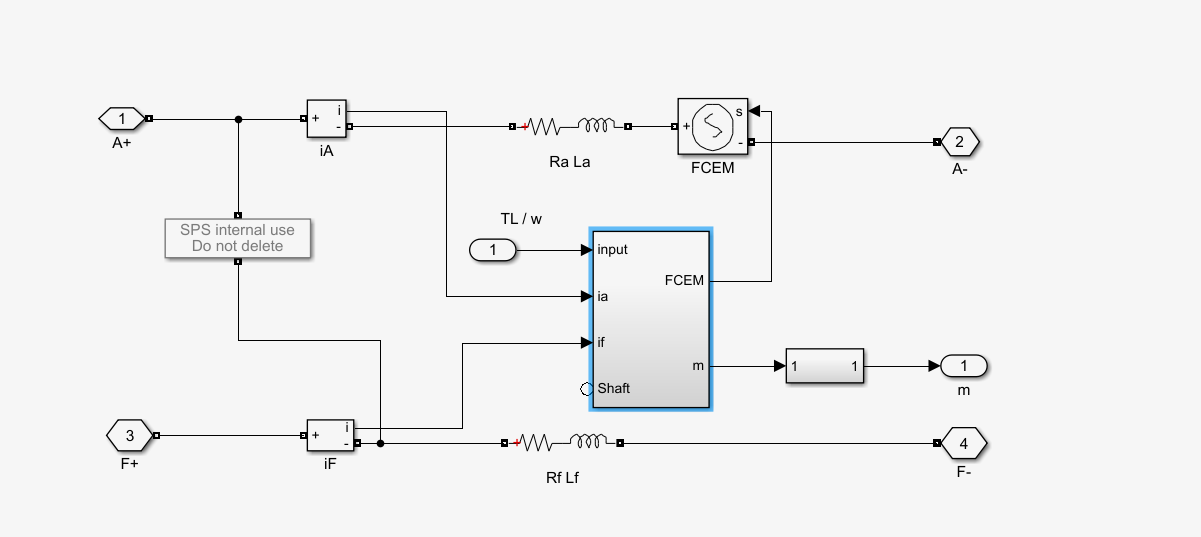 1
A+
+
i
-
iA
Ra La
+
s
-
FCEM
2
A-
SPS internal use
Do not delete
TL / w
1
input
ia
if
Shaft
FCEM
m
1
1
1
m
3
F+
+
i
-
iF
Rf Lf
4
F-